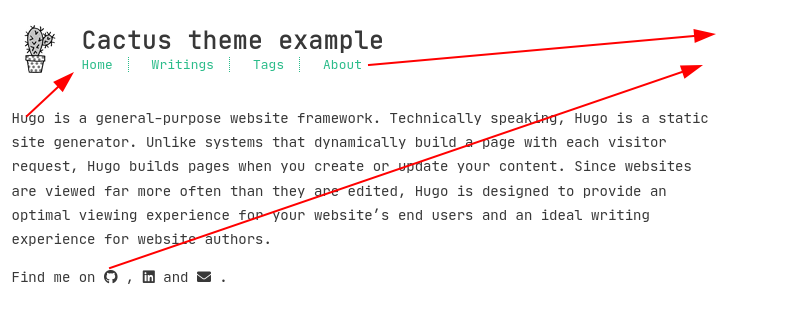 Cactus theme example
Home Writings Tags About
Hugo is a general-purpose website framework. Technically speaking, Hugo is a static
site generator. Unlike systems that dynamically build a page with each visitor
request, Hugo builds pages when you create or update your content. Since websites
are viewed far more often than they are edited, Hugo is designed to provide an
optimal viewing experience for your website’s end users and an ideal writing
experience for website authors.
Find me on , and .